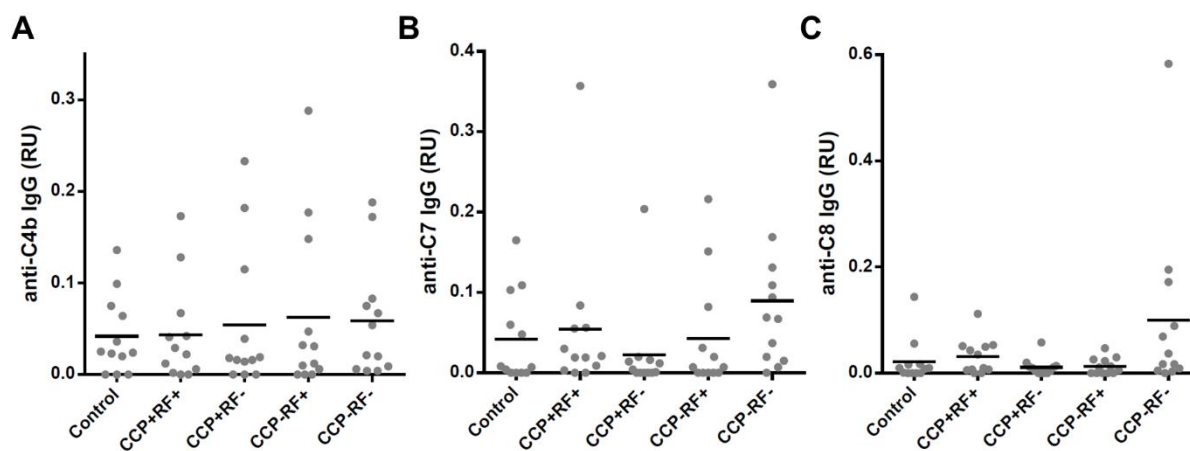 A
anti-C4b IgG (RU)
0.3
0.2
0.1
0.0
Control
CCP+RF+
CCP+RF-
CCP-RF+
CCP-RF-
B
anti-C7 IgG (RU)
0.4
0.3
0.2
0.1
0.0
Control
CCP+RF+
CCP+RF-
CCP-RF+
CCP-RF-
C
anti-C8 IgG (RU)
0.6
0.4
0.2
0.0
Control
CCP+RF+
CCP+RF-
CCP-RF+
CCP-RF-